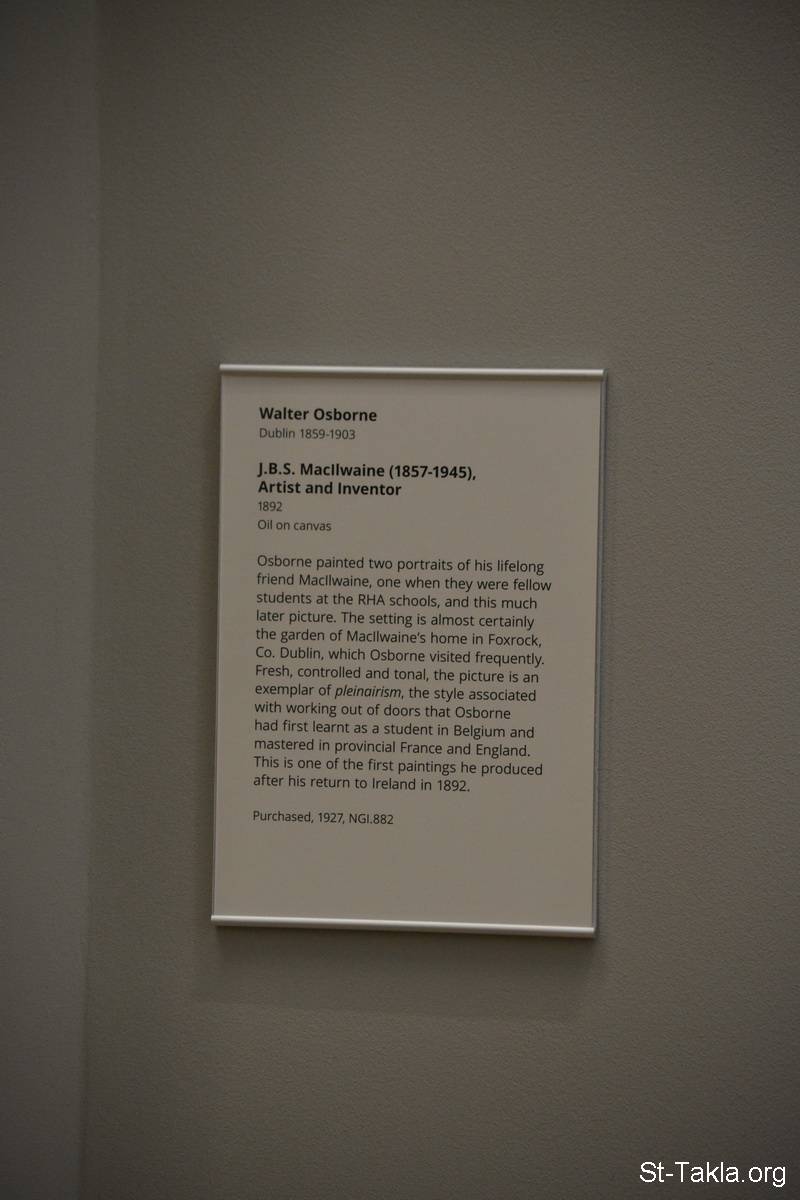 Walter Osborne
Dublin 1859-1903
J.B.S. MacIlwaine (1857-1945),
Artist and Inventor
1892
Oil on canvas
Osborne painted two portraits of his lifelong
friend MacIlwaine, one when they were fellow
students at the RHA schools, and this much
later picture. The setting is almost certainly
the garden of MacIlwaine's home in Foxrock,
Co. Dublin, which Osborne visited frequently.
Fresh, controlled and tonal, the picture is an
exemplar of pleinairism, the style associated
with working out of doors that Osborne
had first learnt as a student in Belgium and
mastered in provincial France and England.
This is one of the first paintings he produced
after his return to Ireland in 1892.
Purchased, 1927, NGI.882
St-Takla.org